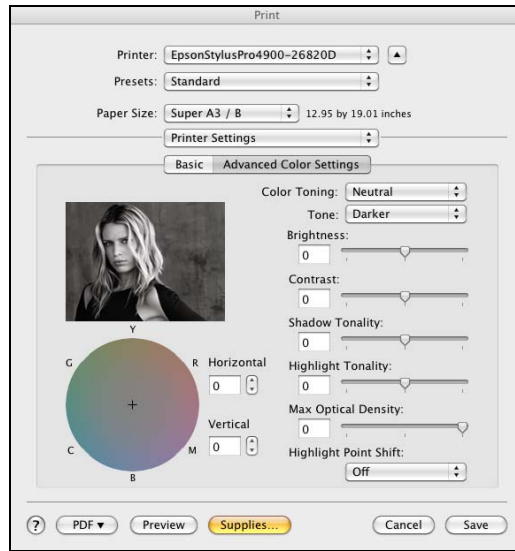 Print
Printer: EpsonStylusPro4900-26820D
Presets: Standard
Paper Size: Super A3 / B 12.95 by 19.01 inches
Printer Settings
Basic Advanced Color Settings
Color Toning: Neutral
Tone: Darker
Brightness:
0
Contrast:
0
Shadow Tonality:
0
Highlight Tonality:
0
Max Optical Density:
0
Highlight Point Shift:
Off
Y
G R
C M
B
Horizontal
0
Vertical
0
? PDF▼ Preview Supplies... Cancel Save